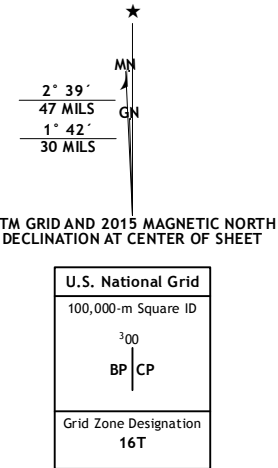 ★
MN
2° 39´
47 MILS
GN
1° 42´
30 MILS
TM GRID AND 2015 MAGNETIC NORTH
DECLINATION AT CENTER OF SHEET
U.S. National Grid
100,000-m Square ID
³00
BP CP
Grid Zone Designation
16T